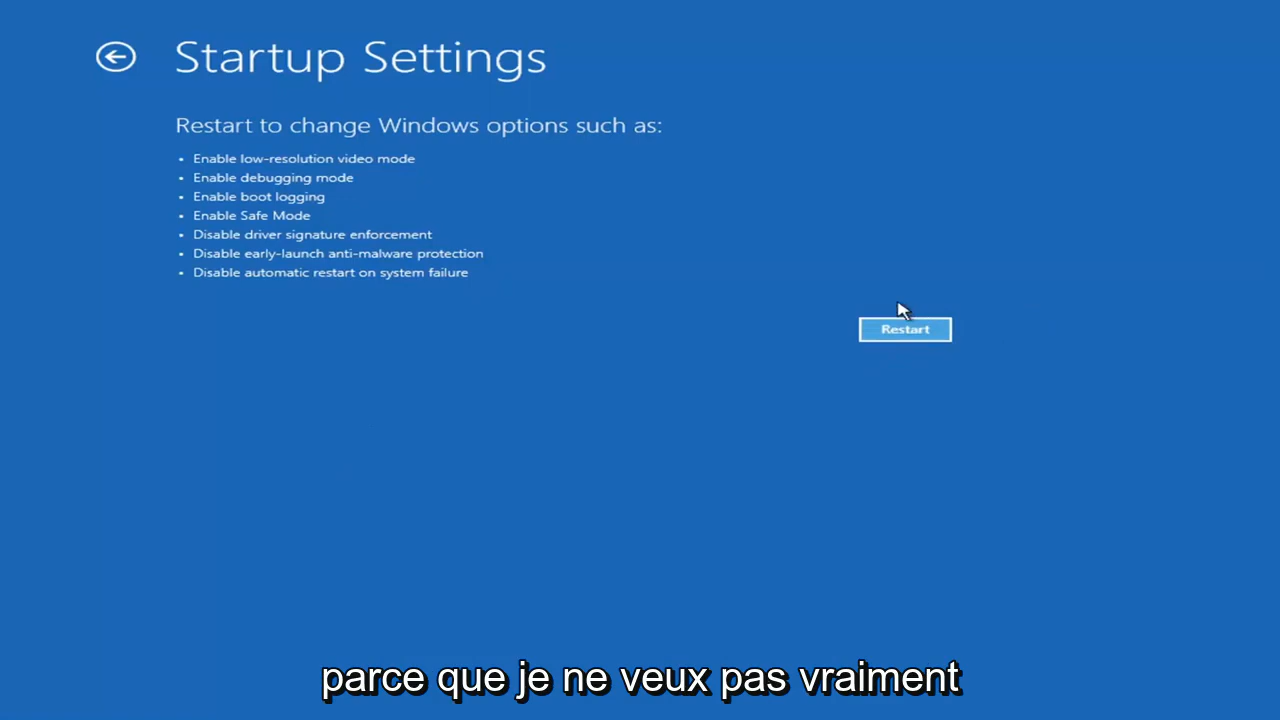 Startup Settings
Restart to change Windows options such as:
• Enable low-resolution video mode
• Enable debugging mode
• Enable boot logging
• Enable Safe Mode
• Disable driver signature enforcement
• Disable early-launch anti-malware protection
• Disable automatic restart on system failure
Restart
parce que je ne veux pas vraiment